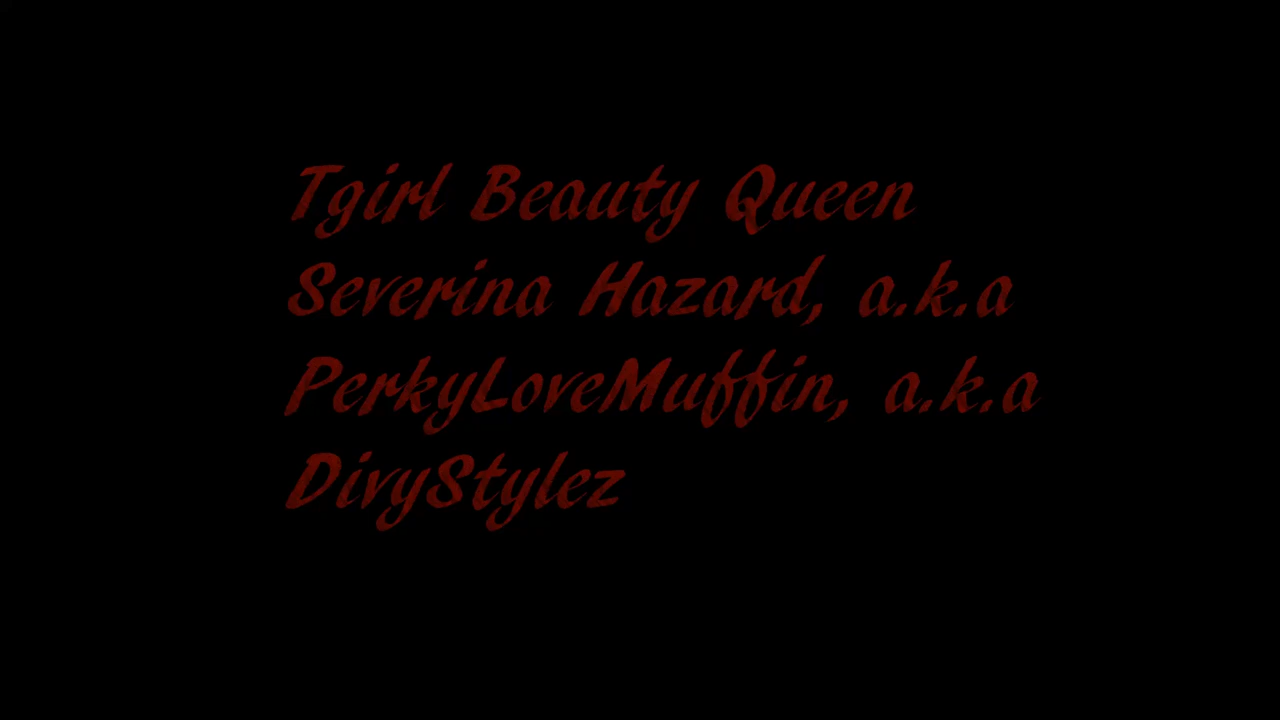 Tgirl Beauty Queen
Severina Hazard, a.k.a
PerkyLoveMuffin, a.k.a
DivyStylez